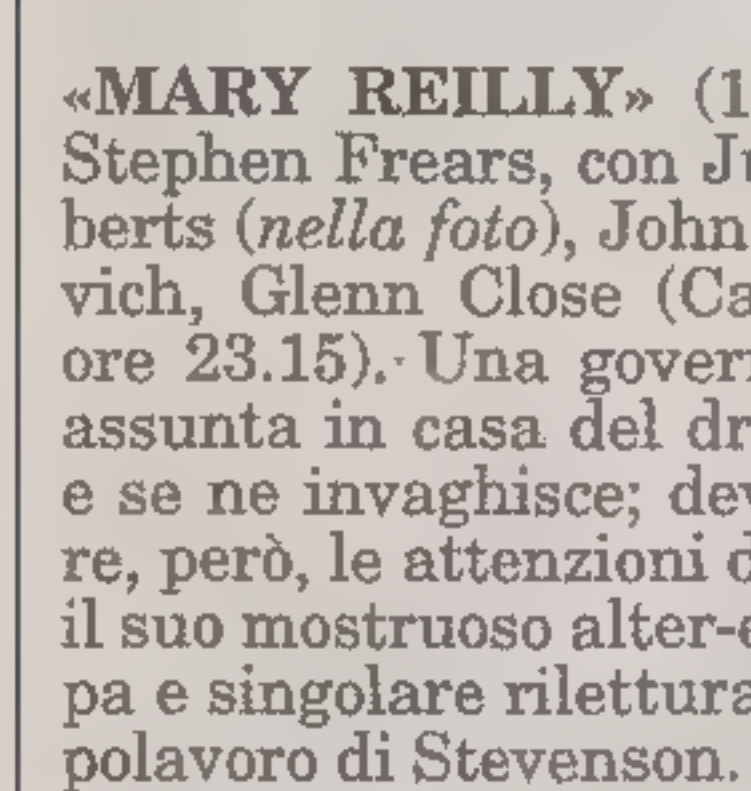 «MARY REILLY» (1
Stephen Frears, con Ju
berts (nella foto), John
vich, Glenn Close (Ca
ore 23.15). Una gover
assunta in casa del dr
e se ne invaghisce; dev
re, però, le attenzioni d
il suo mostruoso alter-e
pa e singolare rilettura
polavoro di Stevenson.